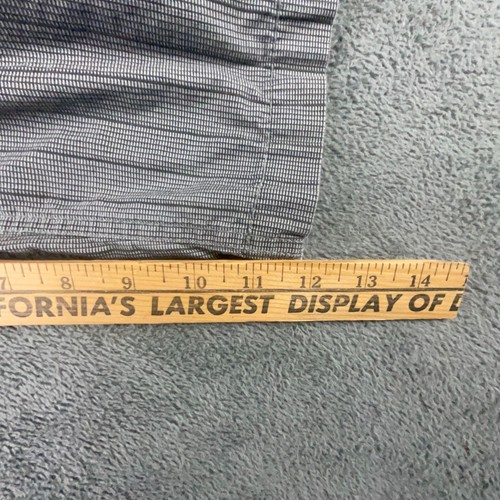 7 8 9 10 11 12 13 14
FORNIA'S LARGEST DISPLAY OF